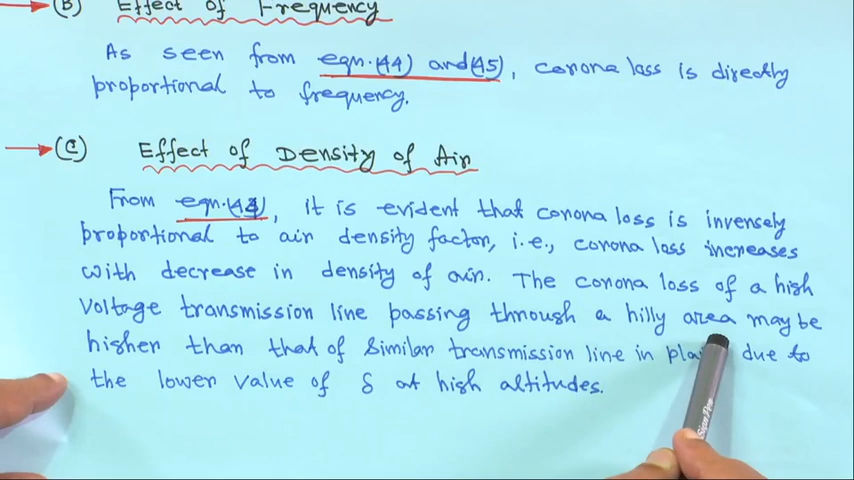 (B) Effect of Frequency
As seen from eqn.(44) and (45), corona loss is directly
proportional to frequency.
(C) Effect of Density of Air
From eqn.(44), it is evident that corona loss is inversely
proportional to air density factor, i.e., corona loss increases
with decrease in density of air. The corona loss of a high
voltage transmission line passing through a hilly area may be
higher than that of similar transmission line in due to
the lower value of δ at high altitudes.